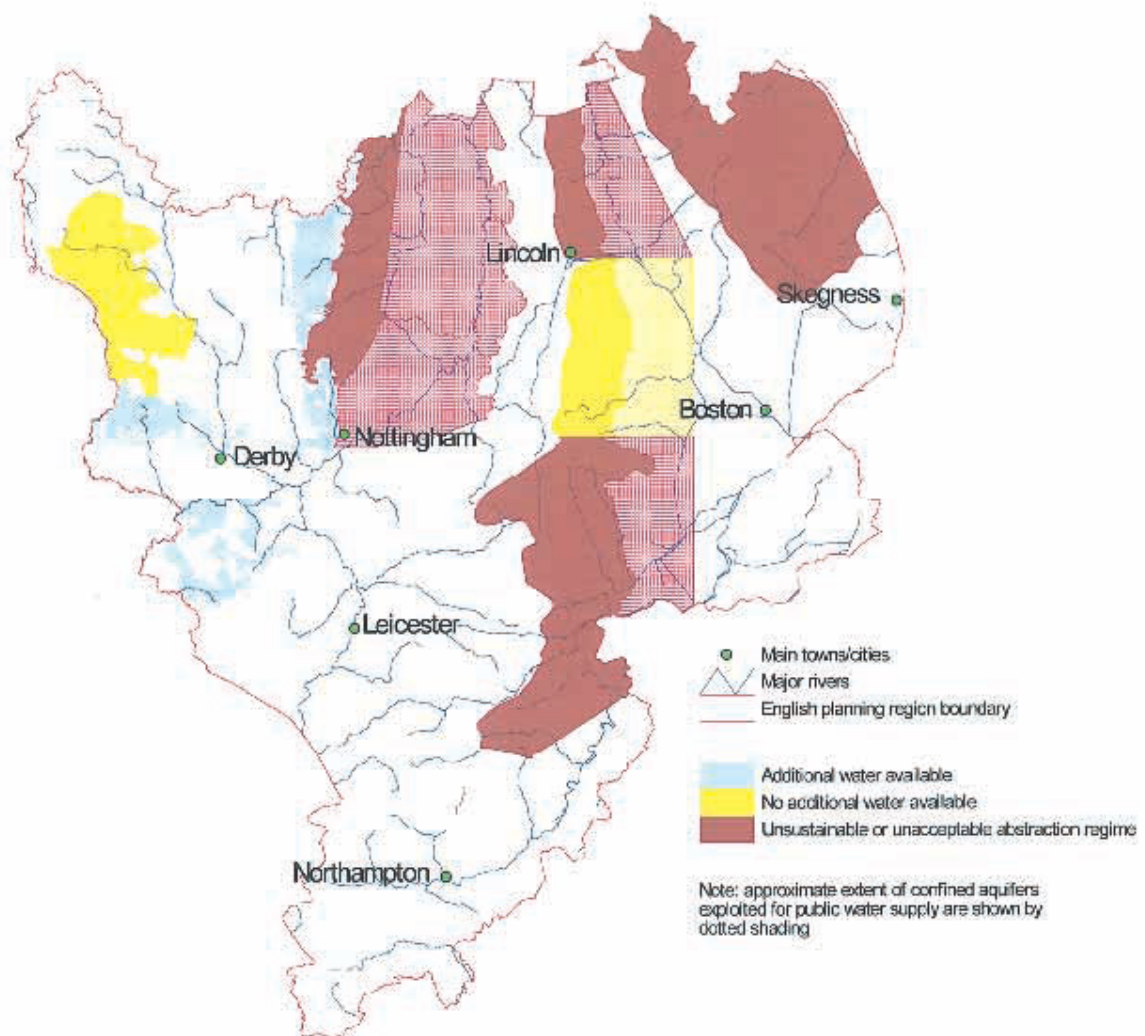 Lincoln
Skegness
Boston
Nottingham
Derby
Leicester
Northampton
Main towns/cities
Major rivers
English planning region boundary
Additional water available
No additional water available
Unsustainable or unacceptable abstraction regime
Note: approximate extent of confined aquifers
exploited for public water supply are shown by
dotted shading